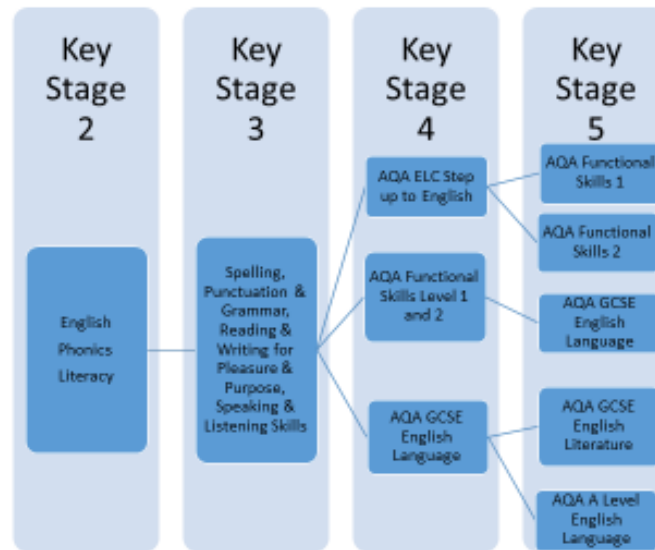 Key
Stage
2
Key
Stage
3
Key
Stage
4
Key
Stage
5
English
Phonics
Literacy
Spelling,
Punctuation &
Grammar,
Reading &
Writing for
Pleasure &
Purpose,
Speaking &
Listening Skills
AQA ELC Step
up to English
AQA Functional
Skills Level 1
and 2
AQA GCSE
English
Language
AQA Functional
Skills 1
AQA Functional
Skills 2
AQA GCSE
English
Language
AQA GCSE
English
Literature
AQA A Level
English
Language